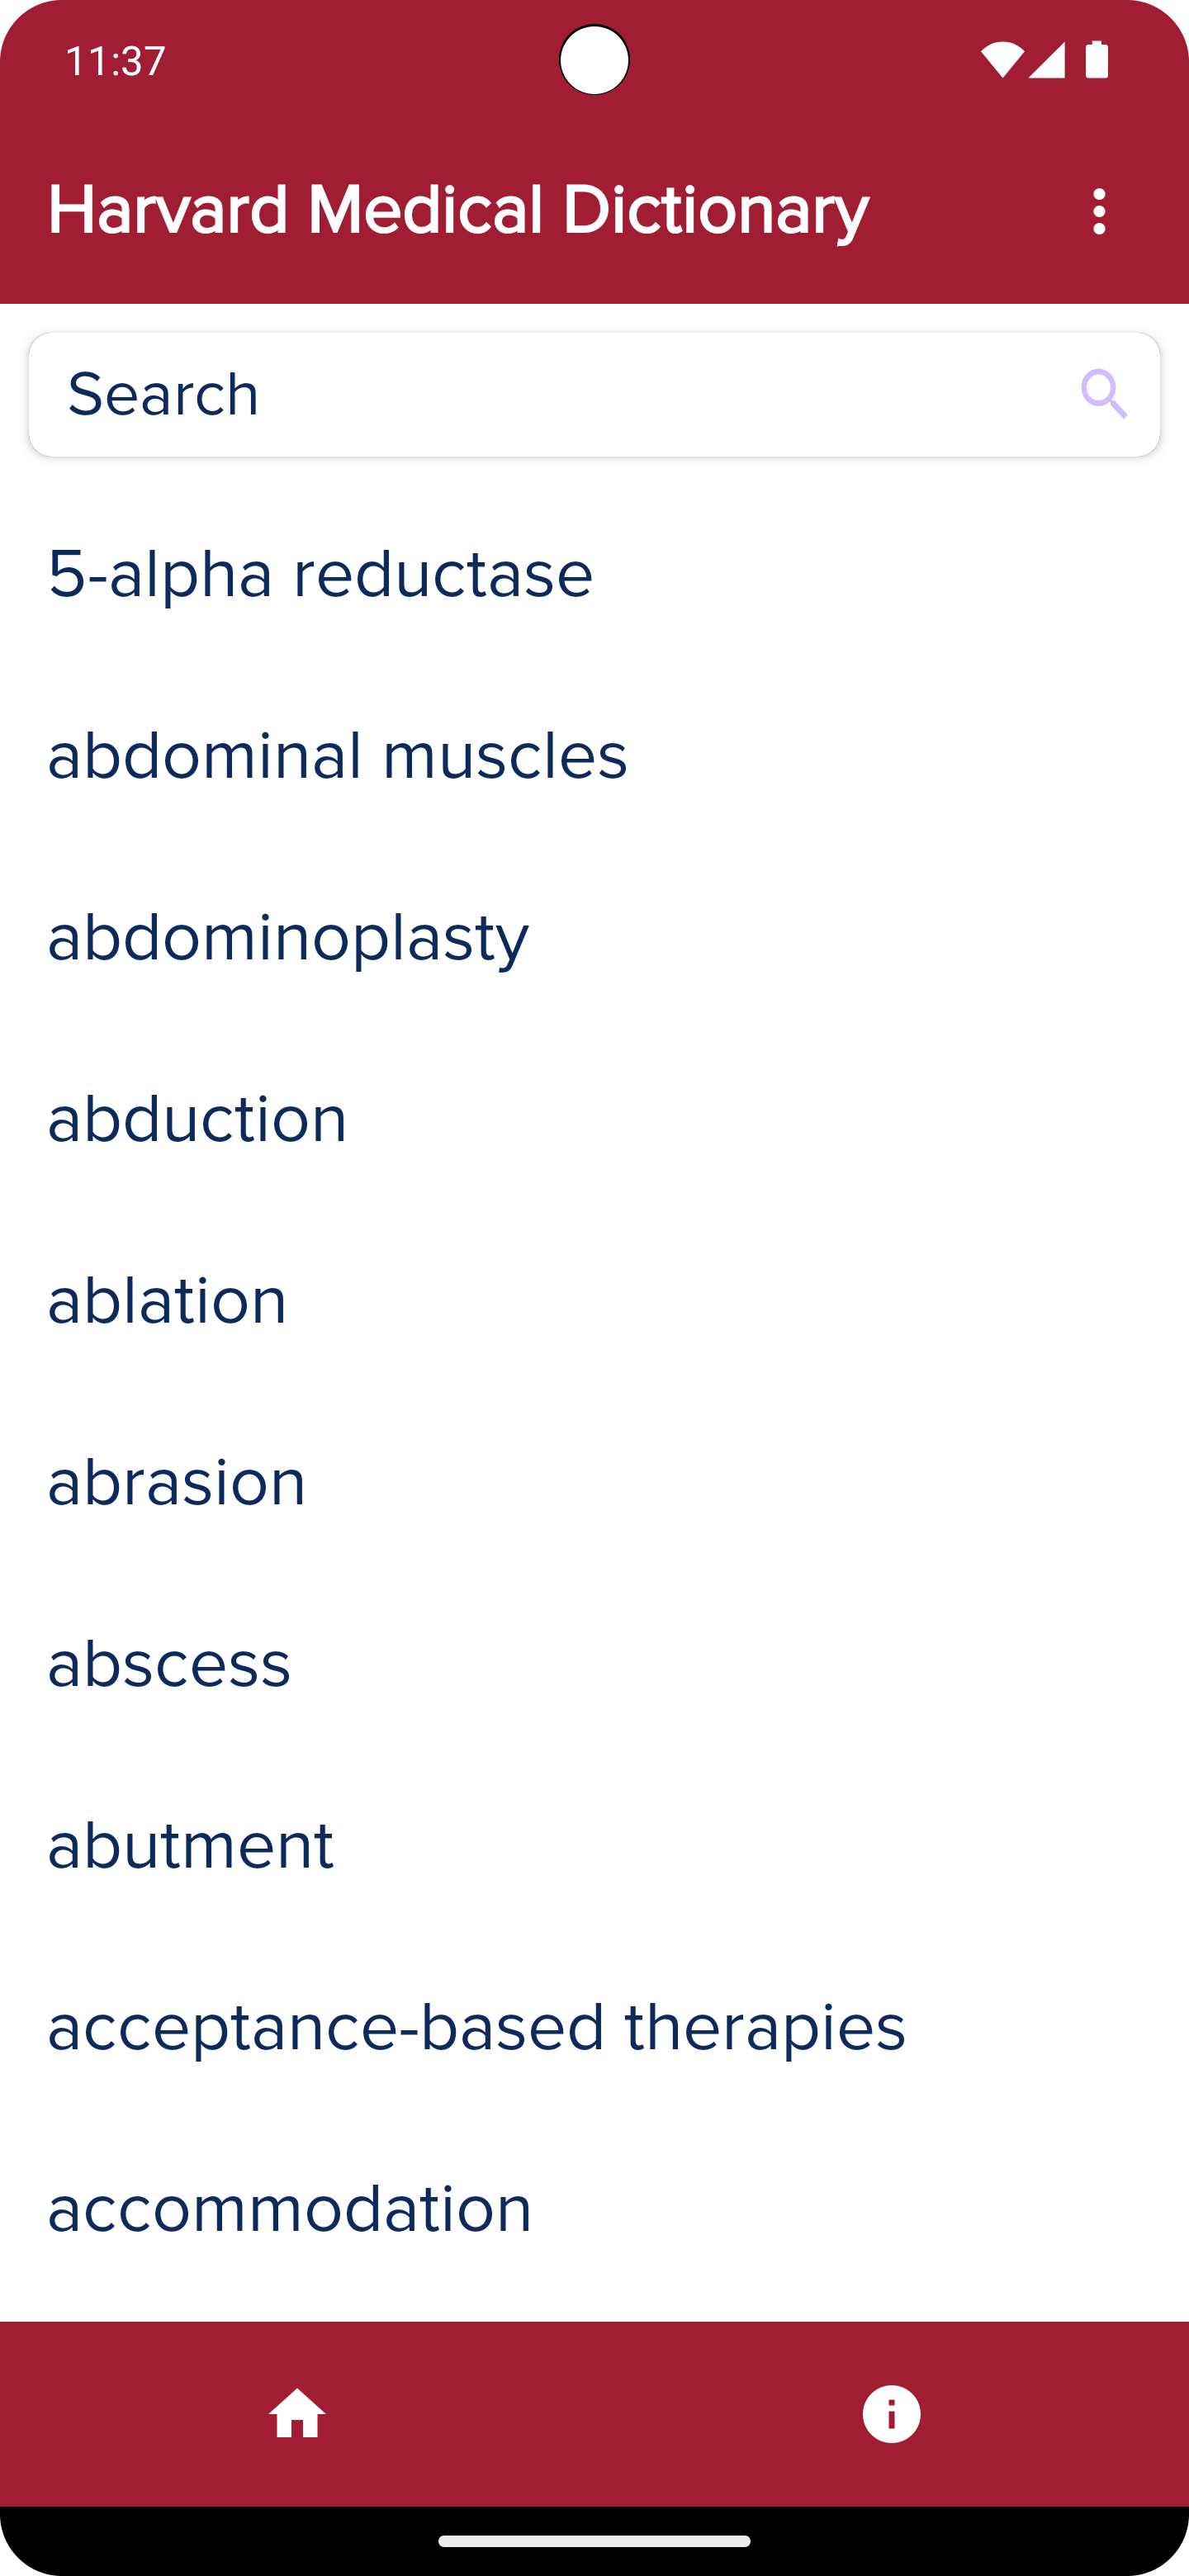 11:37
Harvard Medical Dictionary
Search
5-alpha reductase
abdominal muscles
abdominoplasty
abduction
ablation
abrasion
abscess
abutment
acceptance-based therapies
accommodation